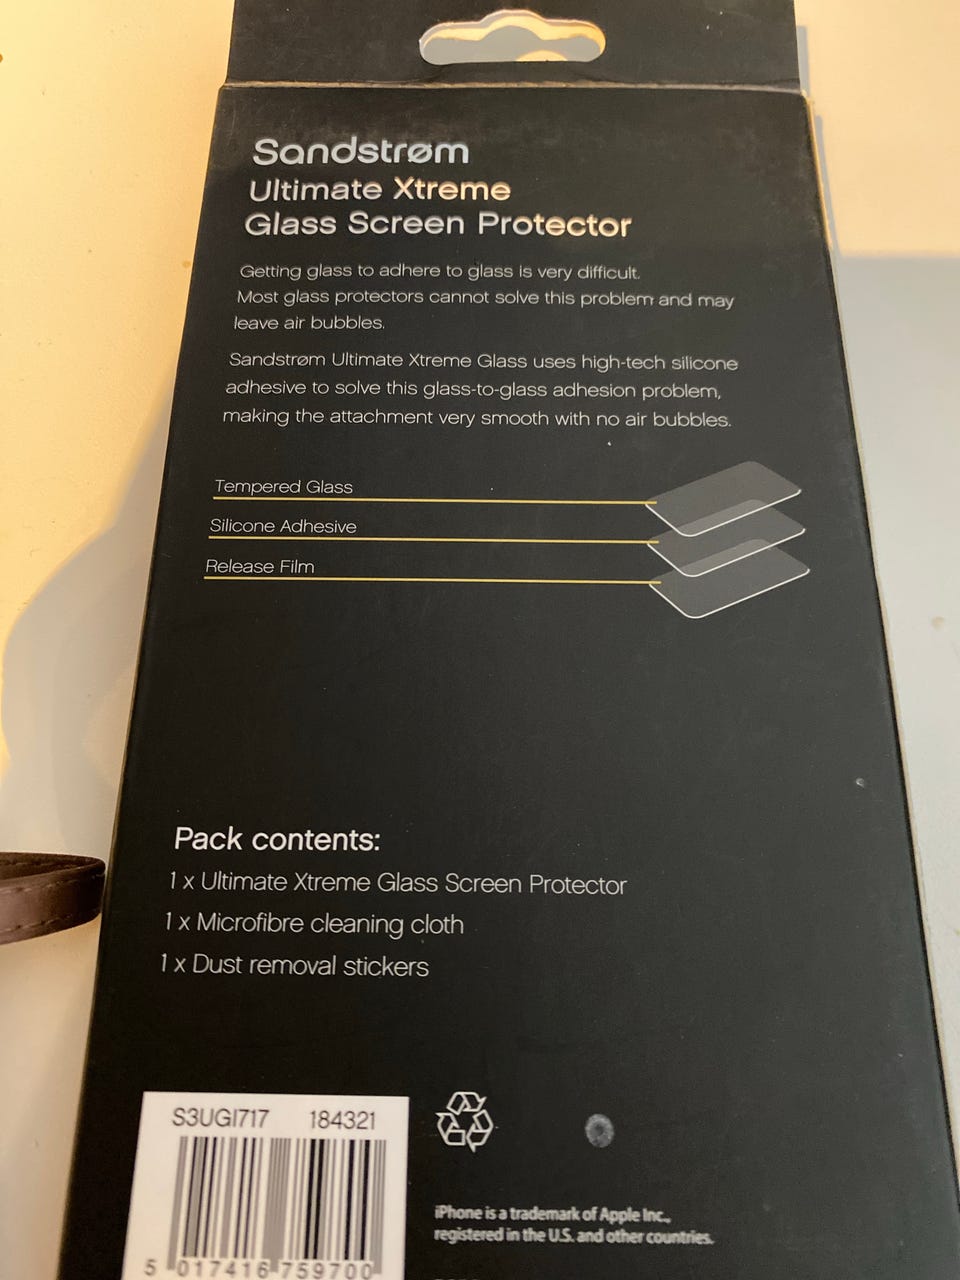 Sandstrøm
Ultimate Xtreme
Glass Screen Protector
Getting glass to adhere to glass is very difficult.
Most glass protectors cannot solve this problem and may
leave air bubbles.
Sandstrøm Ultimate Xtreme Glass uses high-tech silicone
adhesive to solve this glass-to-glass adhesion problem,
making the attachment very smooth with no air bubbles.
Tempered Glass
Silicone Adhesive
Release Film
Pack contents:
1 x Ultimate Xtreme Glass Screen Protector
1 x Microfibre cleaning cloth
1 x Dust removal stickers
S3UGI717 184321
5 017416 759700
iPhone is a trademark of Apple Inc.,
registered in the U.S. and other countries.